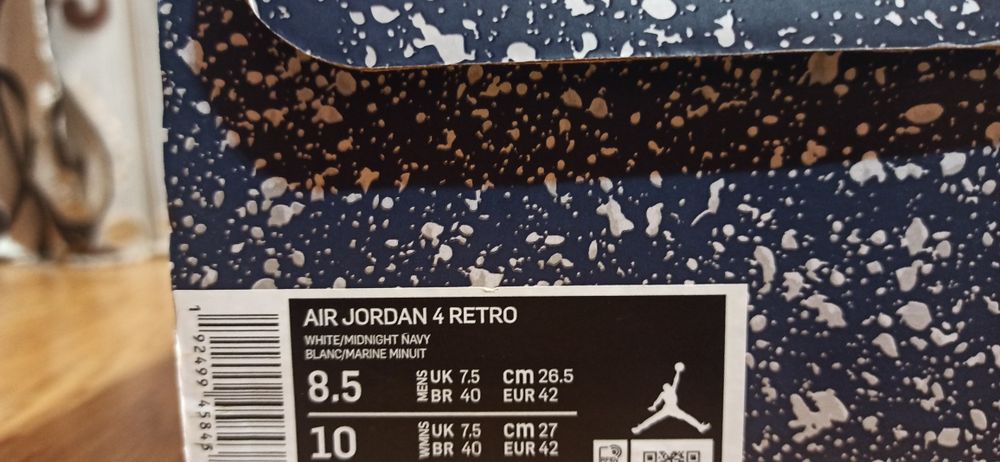 AIR JORDAN 4 RETRO
WHITE/MIDNIGHT NAVY
BLANC/MARINE MINUIT
8.5 MENS UK 7.5 CM 26.5
BR 40 EUR 42
10 WMNS UK 7.5 CM 27
BR 40 EUR 42